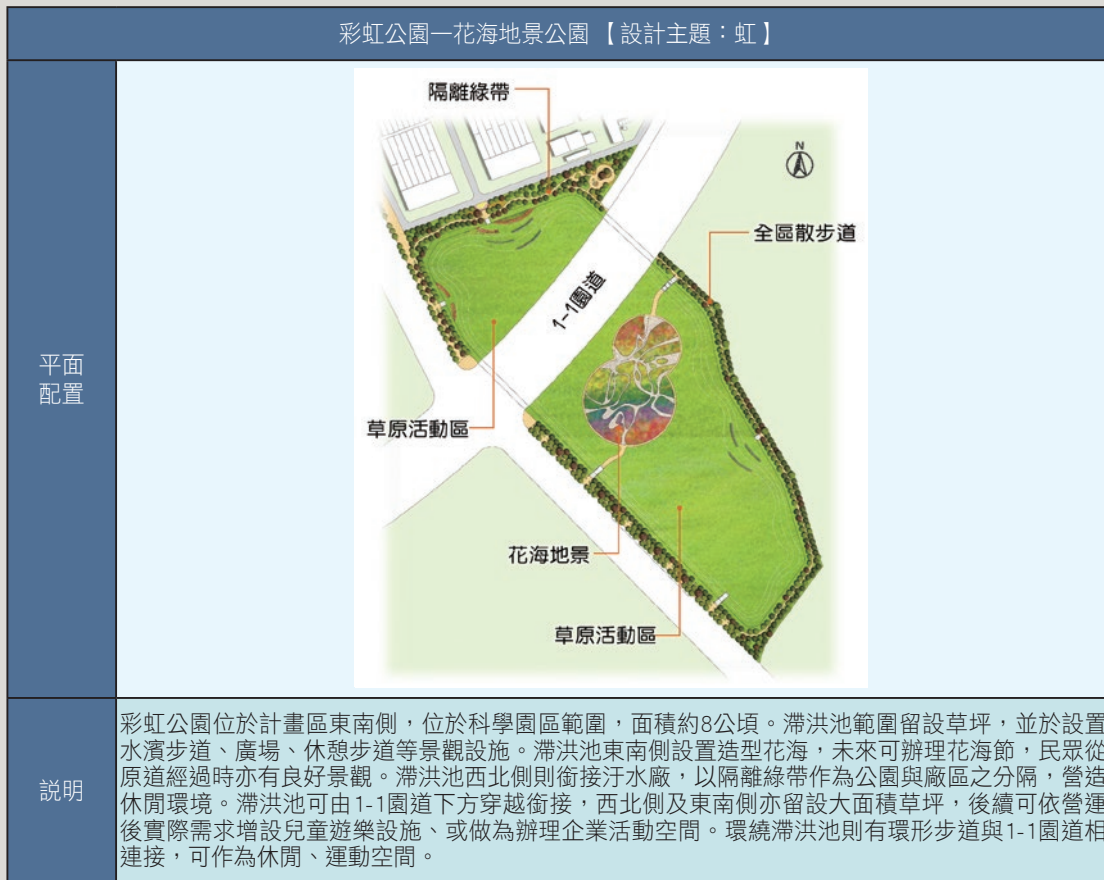 彩虹公園—花海地景公園 【設計主題：虹】
平面
配置
隔離綠帶
N
全區散步道
1-1園道
草原活動區
花海地景
草原活動區
說明
彩虹公園位於計畫區東南側，位於科學園區範圍，面積約8公頃。滯洪池範圍留設草坪，並於設置
水濱步道、廣場、休憩步道等景觀設施。滯洪池東南側設置造型花海，未來可辦理花海節，民眾從
原道經過時亦有良好景觀。滯洪池西北側則銜接汙水廠，以隔離綠帶作為公園與廠區之分隔，營造
休閒環境。滯洪池可由1-1園道下方穿越銜接，西北側及東南側亦留設大面積草坪，後續可依營運
後實際需求增設兒童遊樂設施、或做為辦理企業活動空間。環繞滯洪池則有環形步道與1-1園道相
連接，可作為休閒、運動空間。